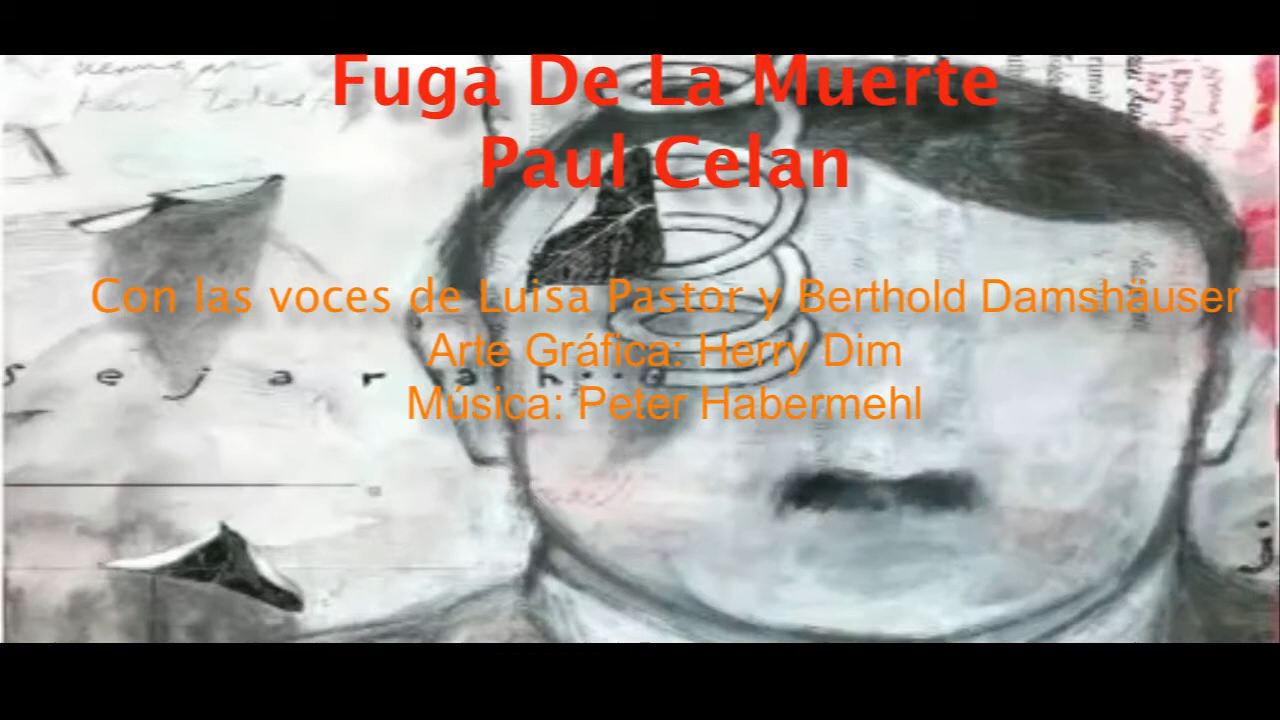 Fuga De La Muerte
Paul Celan
Con las voces de Luisa Pastor y Berthold Damshäuser
Arte Gráfica: Herry Dim
s e j a r a h . .
Música: Peter Habermehl